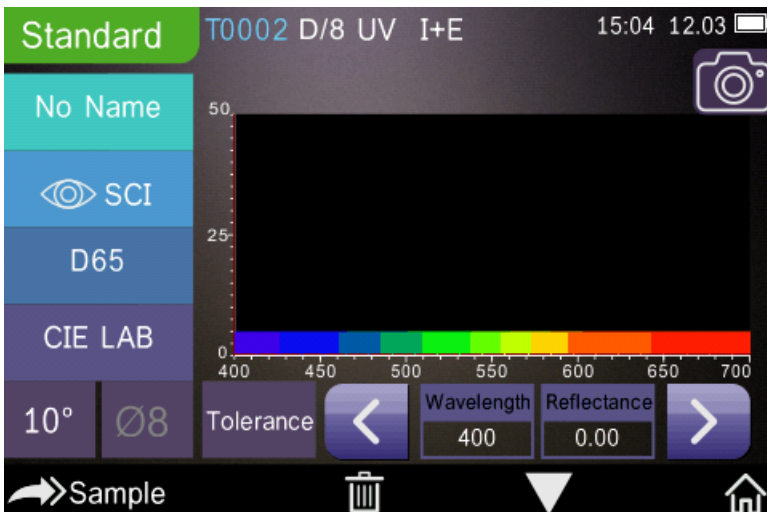 Standard
T0002 D/8 UV I+E
15:04 12.03
No Name
SCI
D65
CIE LAB
10°
Ø8
50
25
0
400 450 500 550 600 650 700
Tolerance
Wavelength
400
Reflectance
0.00
Sample